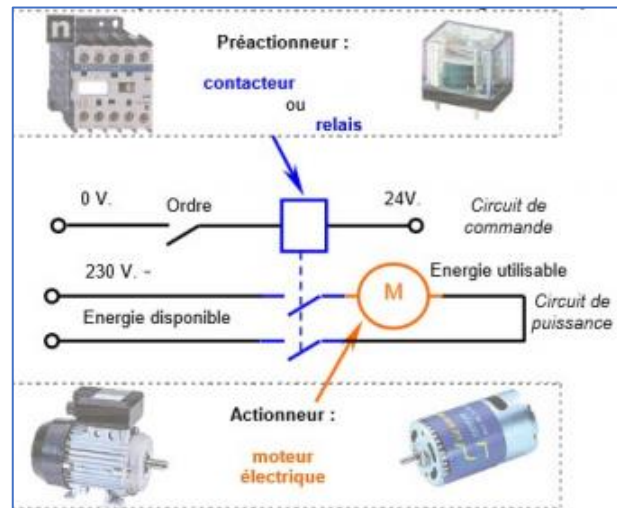 n
Préactionneur :
contacteur
ou
relais
0 V.
Ordre
24V.
Circuit de
commande
230 V. ~
Energie utilisable
M
Energie disponible
Circuit de
puissance
Actionneur :
moteur
électrique